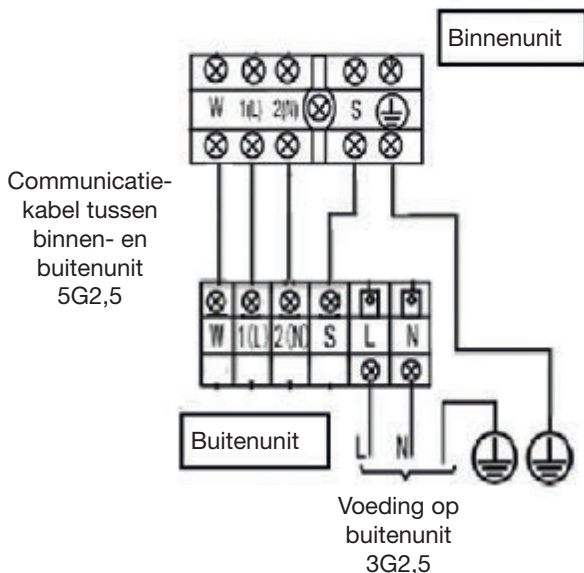 Binnenunit
W 1(L) 2(N) S
Communicatie-
kabel tussen
binnen- en
buitenunit
5G2,5
W 1(L) 2(N) S L N
Buitenunit
L N
Voeding op
buitenunit
3G2,5